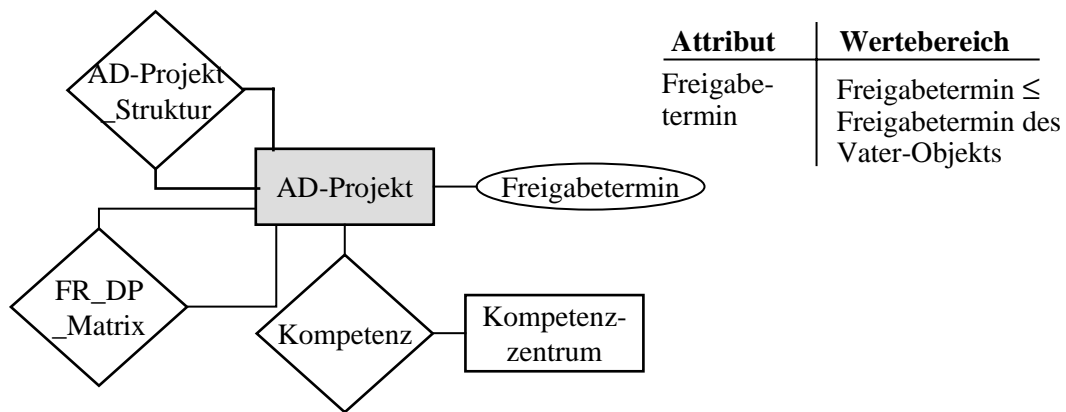 AD-Projekt
_Struktur
AD-Projekt
Freigabetermin
FR_DP
_Matrix
Kompetenz
Kompetenz-
zentrum
Attribut
Wertebereich
Freigabe-
termin
Freigabetermin ≤
Freigabetermin des
Vater-Objekts